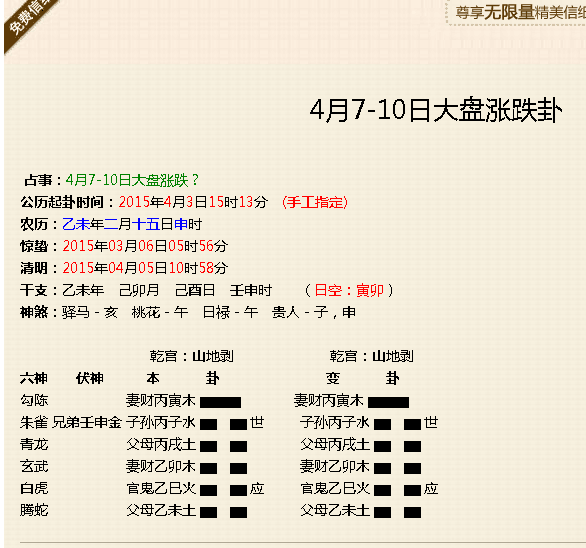 免费信纸
尊享无限量精美信纸
4月7-10日大盘涨跌卦
占事：4月7-10日大盘涨跌？
公历起卦时间：2015年4月3日15时13分 (手工指定)
农历：乙未年二月十五日申时
惊蛰：2015年03月06日05时56分
清明：2015年04月05日10时58分
干支：乙未年 己卯月 己酉日 壬申时 （日空：寅卯）
神煞：驿马－亥 桃花－午 日禄－午 贵人－子，申
乾宫：山地剥 乾宫：山地剥
六神 伏神 本 卦 变 卦
勾陈 妻财丙寅木 妻财丙寅木
朱雀 兄弟壬申金 子孙丙子水 世 子孙丙子水 世
青龙 父母丙戌土 父母丙戌土
玄武 妻财乙卯木 妻财乙卯木
白虎 官鬼乙巳火 应 官鬼乙巳火 应
腾蛇 父母乙未土 父母乙未土